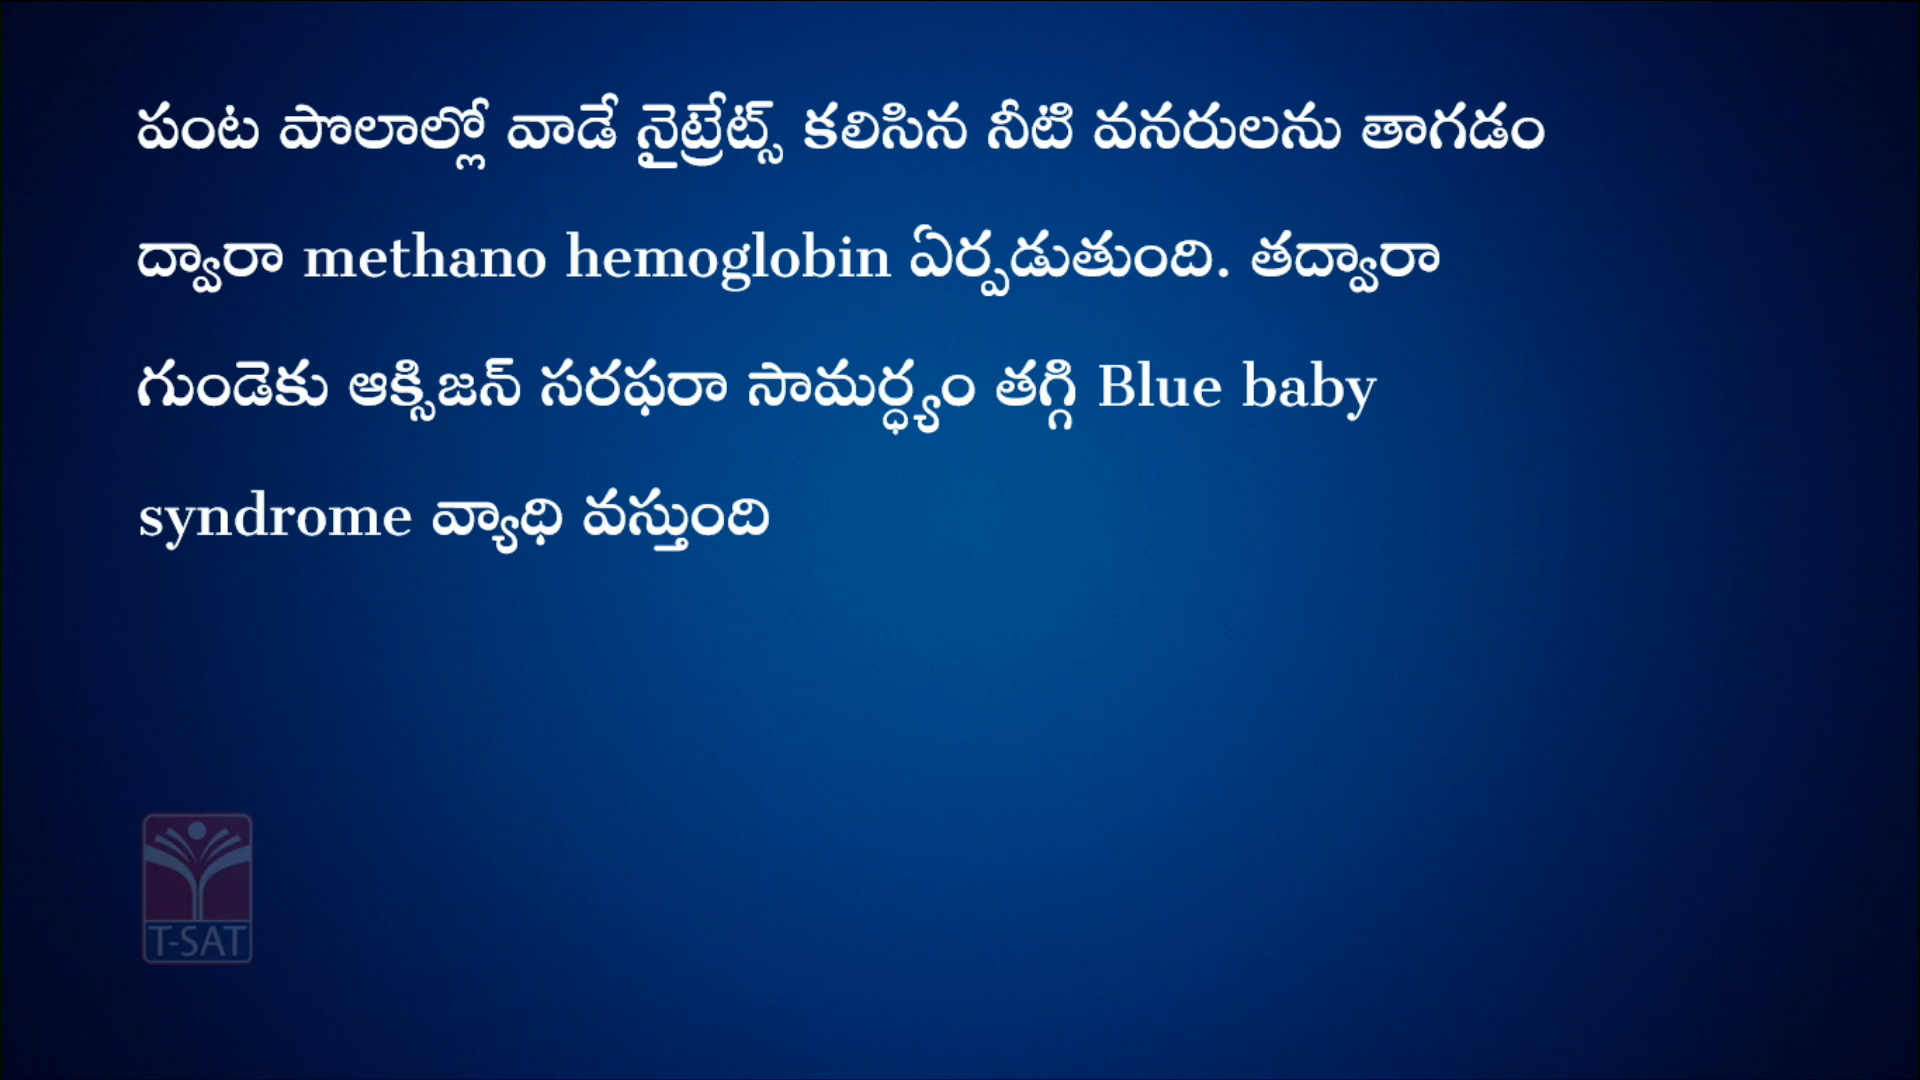 పంట పొలాల్లో వాడే నైట్రేట్స్ కలిసిన నీటి వనరులను తాగడం
ద్వారా methano hemoglobin ఏర్పడుతుంది. తద్వారా
గుండెకు ఆక్సిజన్ సరఫరా సామర్ధ్యం తగ్గి Blue baby
syndrome వ్యాధి వస్తుంది
T-SAT